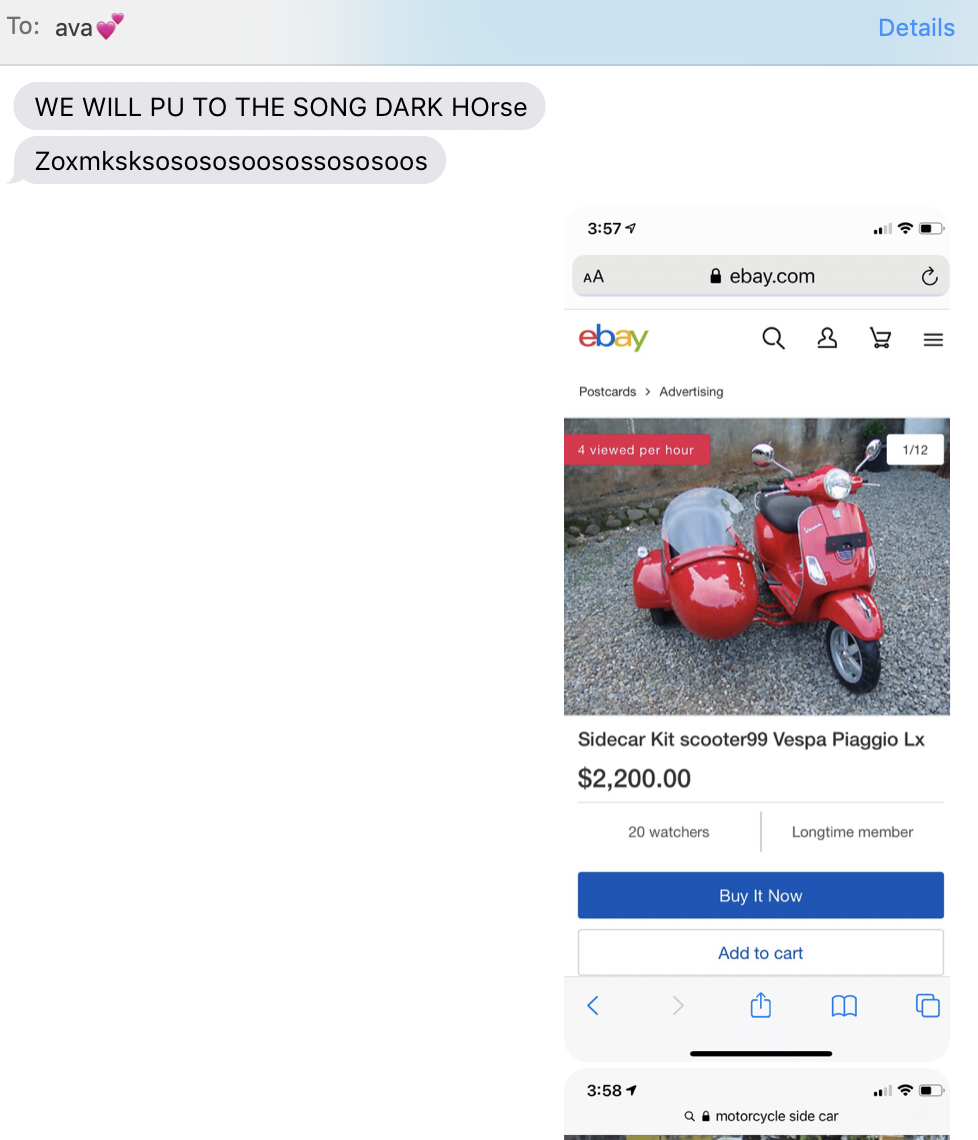 To: ava💕
Details
WE WILL PU TO THE SONG DARK HOrse
Zoxmksksosososoosossososoos
3:57
AA
ebay.com
ebay
Postcards > Advertising
4 viewed per hour
1/12
Vespa
Sidecar Kit scooter99 Vespa Piaggio Lx
$2,200.00
20 watchers
Longtime member
Buy It Now
Add to cart
3:58
motorcycle side car